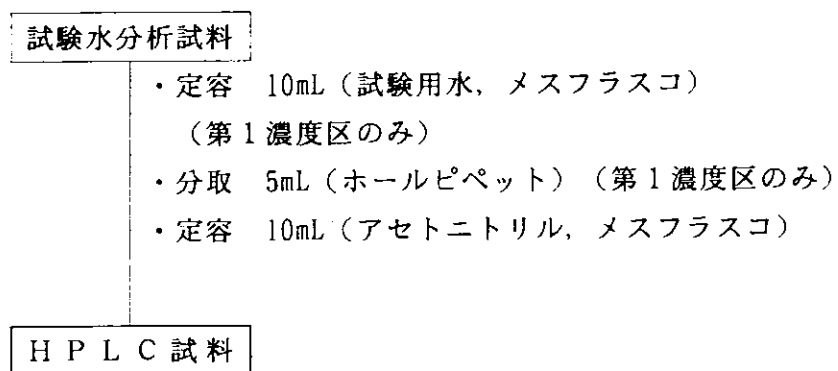 試験水分析試料
・定容 10mL（試験用水，メスフラスコ）
（第１濃度区のみ）
・分取 5mL（ホールピペット）（第１濃度区のみ）
・定容 10mL（アセトニトリル，メスフラスコ）
ＨＰＬＣ試料